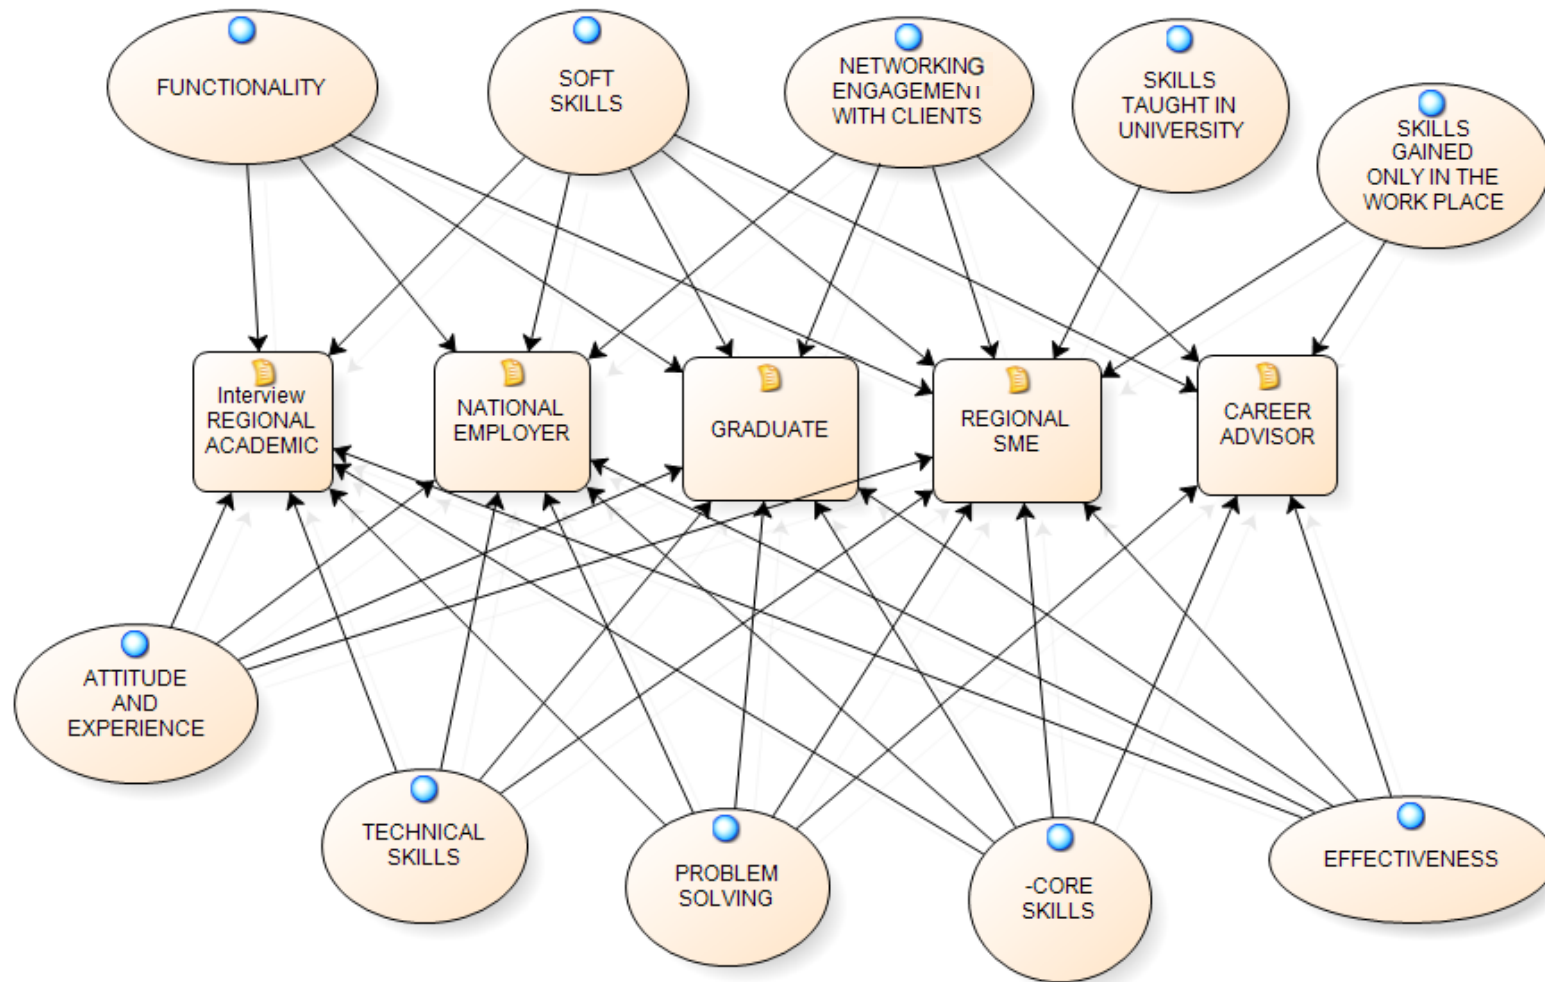 FUNCTIONALITY
SOFT
SKILLS
NETWORKING
ENGAGEMENT
WITH CLIENTS
SKILLS
TAUGHT IN
UNIVERSITY
SKILLS
GAINED
ONLY IN THE
WORK PLACE
Interview
REGIONAL
ACADEMIC
NATIONAL
EMPLOYER
GRADUATE
REGIONAL
SME
CAREER
ADVISOR
ATTITUDE
AND
EXPERIENCE
TECHNICAL
SKILLS
PROBLEM
SOLVING
-CORE
SKILLS
EFFECTIVENESS